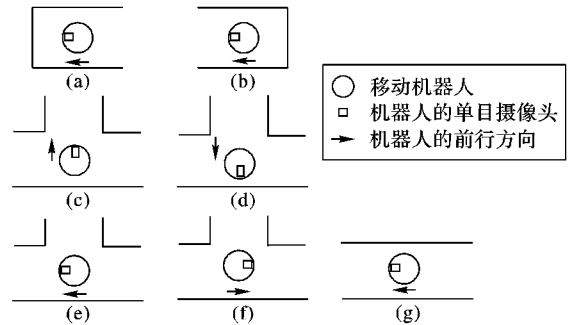 (a)
(b)
移动机器人
机器人的单目摄像头
机器人的前行方向
(c)
(d)
(e)
(f)
(g)